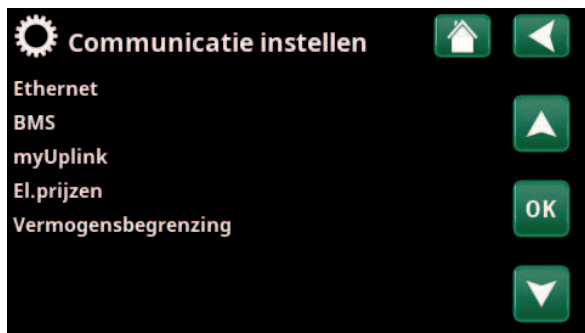 Communicatie instellen
Ethernet
BMS
myUplink
El.prijzen
OK
Vermogensbegrenzing